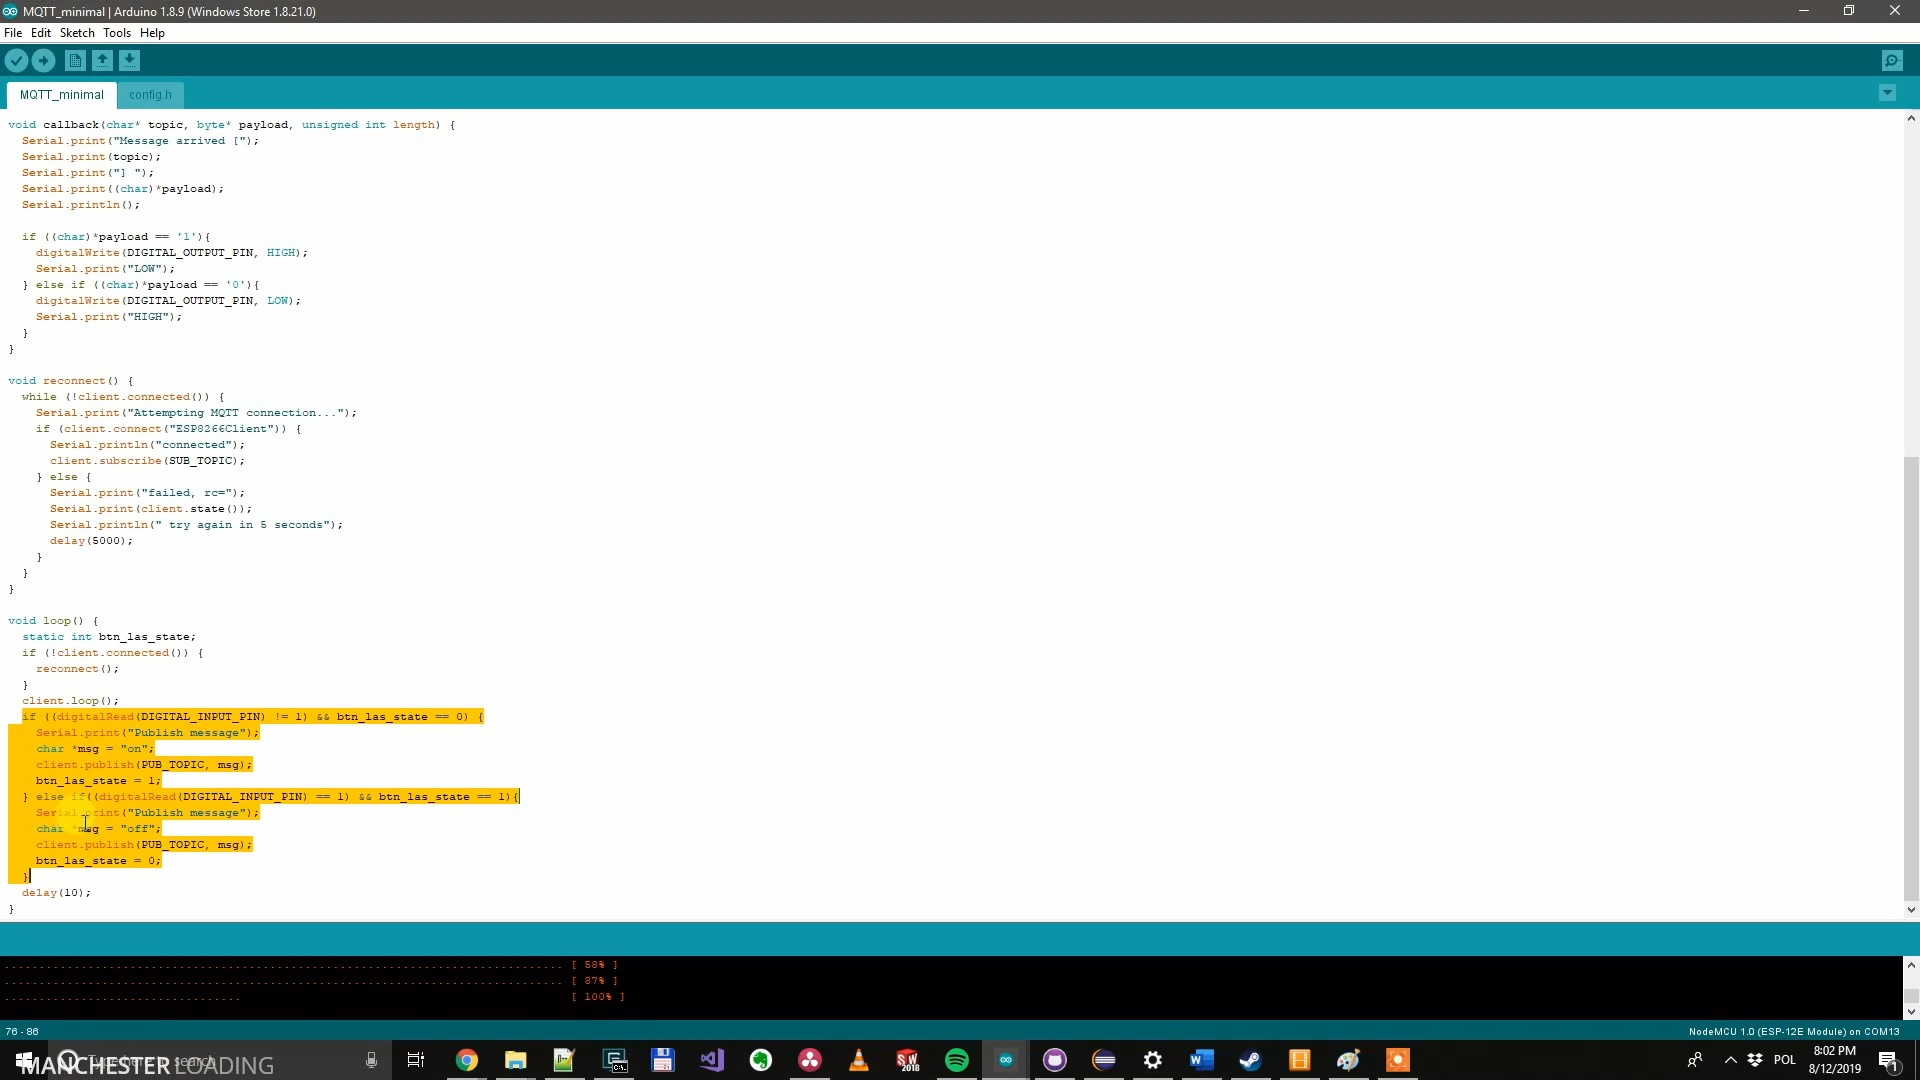 MQTT_minimal | Arduino 1.8.9 (Windows Store 1.8.21.0)
File Edit Sketch Tools Help
MQTT_minimal config.h
void callback(char* topic, byte* payload, unsigned int length) {
Serial.print("Message arrived [");
Serial.print(topic);
Serial.print("] ");
Serial.print((char)*payload);
Serial.println();
if ((char)*payload == '1'){
digitalWrite(DIGITAL_OUTPUT_PIN, HIGH);
Serial.print("LOW");
} else if ((char)*payload == '0'){
digitalWrite(DIGITAL_OUTPUT_PIN, LOW);
Serial.print("HIGH");
}
}
void reconnect() {
while (!client.connected()) {
Serial.print("Attempting MQTT connection...");
if (client.connect("ESP8266Client")) {
Serial.println("connected");
client.subscribe(SUB_TOPIC);
} else {
Serial.print("failed, rc=");
Serial.print(client.state());
Serial.println(" try again in 5 seconds");
delay(5000);
}
}
}
void loop() {
static int btn_las_state;
if (!client.connected()) {
reconnect();
}
client.loop();
if ((digitalRead(DIGITAL_INPUT_PIN) != 1) && btn_las_state == 0) {
Serial.print("Publish message");
char *msg = "on";
client.publish(PUB_TOPIC, msg);
btn_las_state = 1;
} else if((digitalRead(DIGITAL_INPUT_PIN) == 1) && btn_las_state == 1){
Serial.print("Publish message");
char *msg = "off";
client.publish(PUB_TOPIC, msg);
btn_las_state = 0;
}
delay(10);
}
................................................................................ [ 58% ]
................................................................................ [ 87% ]
.................................. [ 100% ]
76 - 86
NodeMCU 1.0 (ESP-12E Module) on COM13
Type here to search
MANCHESTER LOADING
SW
2018
POL
8:02 PM
8/12/2019
1